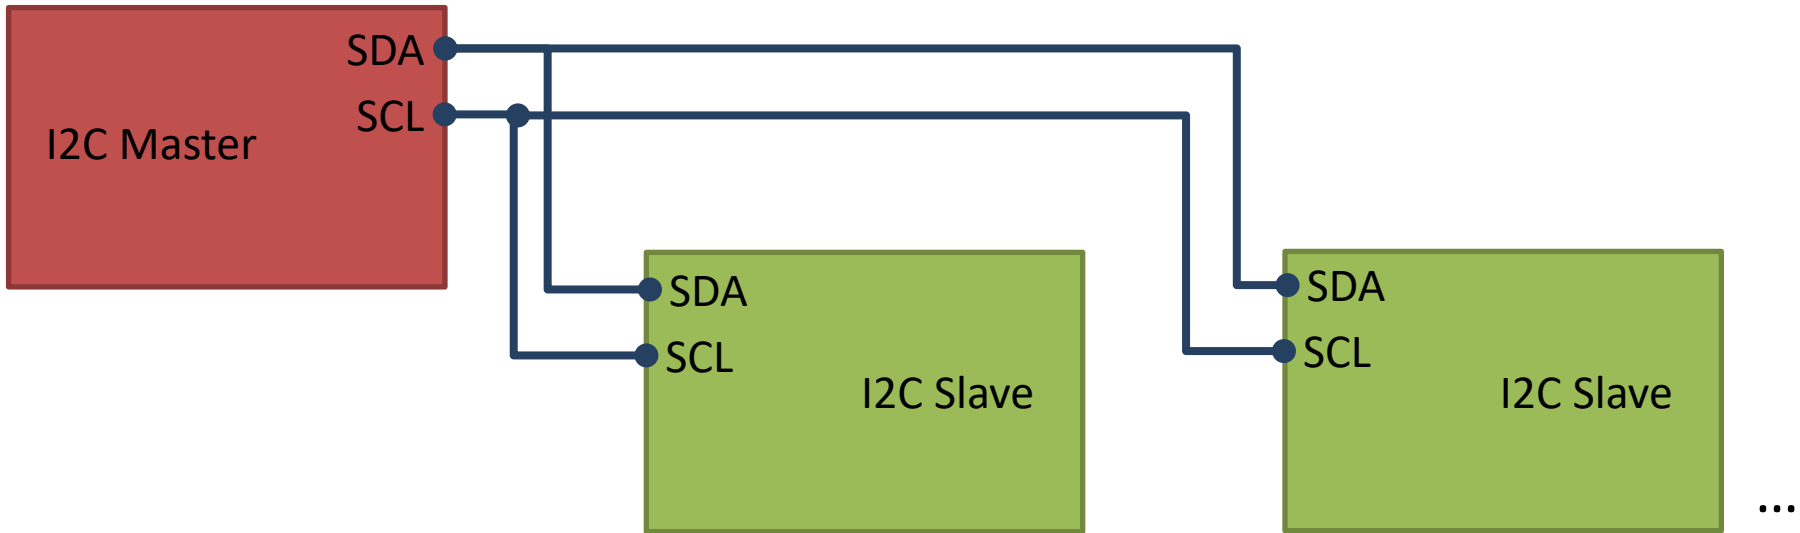 SDA
SCL
I2C Master
SDA
SCL
I2C Slave
SDA
SCL
I2C Slave
...